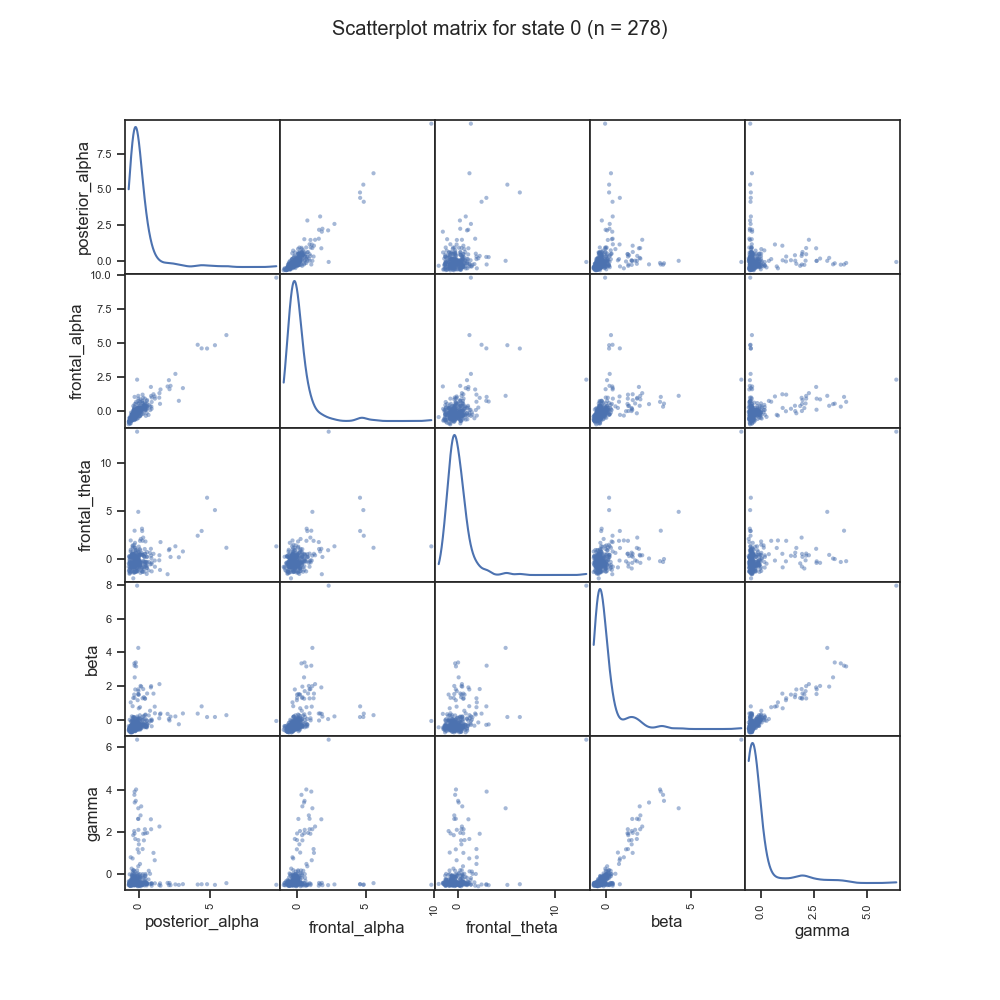 Scatterplot matrix for state 0 (n = 278)
posterior_alpha
7.5
5.0
2.5
0.0
frontal_alpha
10.0
7.5
5.0
2.5
0.0
frontal_theta
10
5
0
beta
8
6
4
2
0
gamma
6
4
2
0
0 5
0 5 10
0 10
0 5
0.0 2.5 5.0
posterior_alpha
frontal_alpha
frontal_theta
beta
gamma